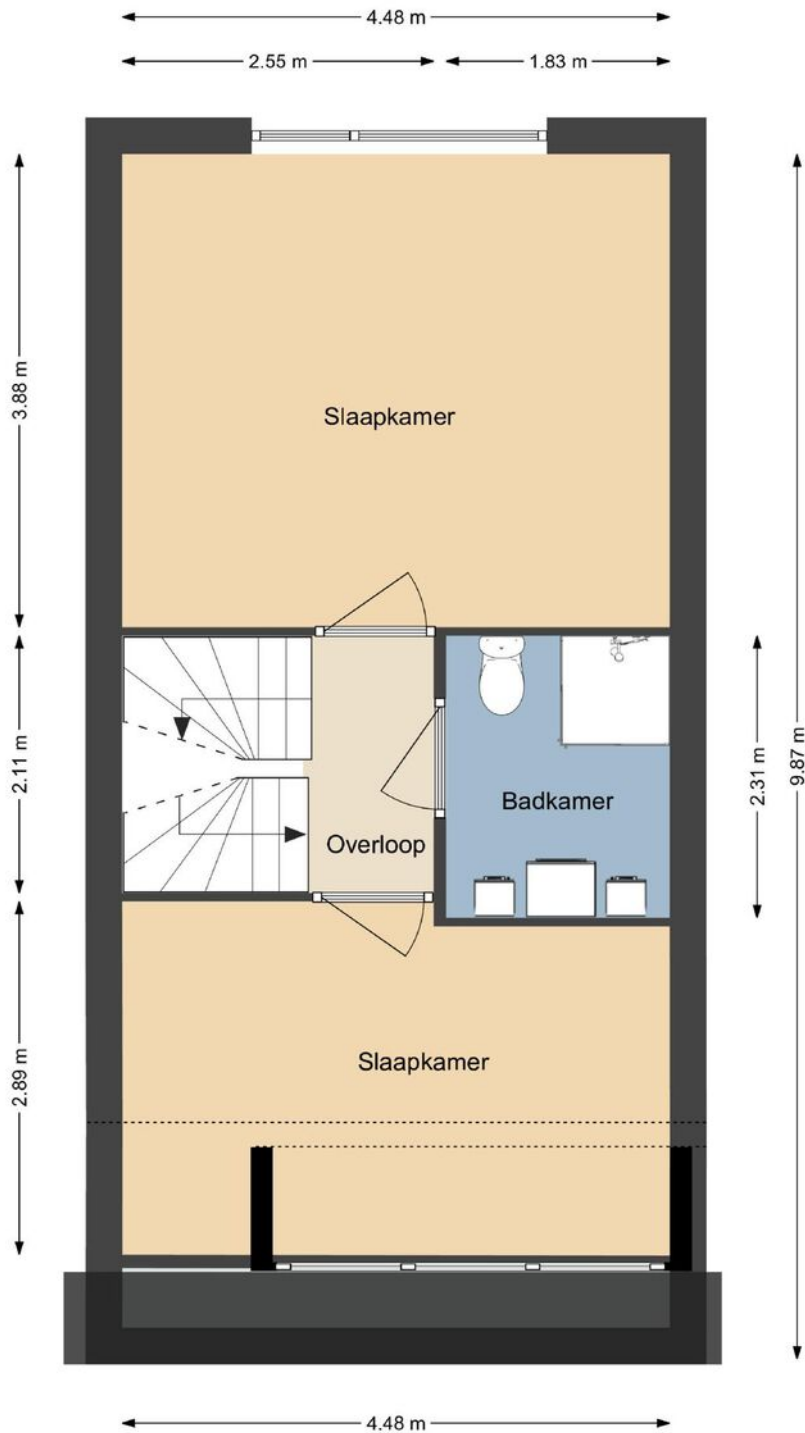 4.48 m
2.55 m
1.83 m
3.88 m
Slaapkamer
2.11 m
2.31 m
9.87 m
Badkamer
Overloop
2.89 m
Slaapkamer
4.48 m